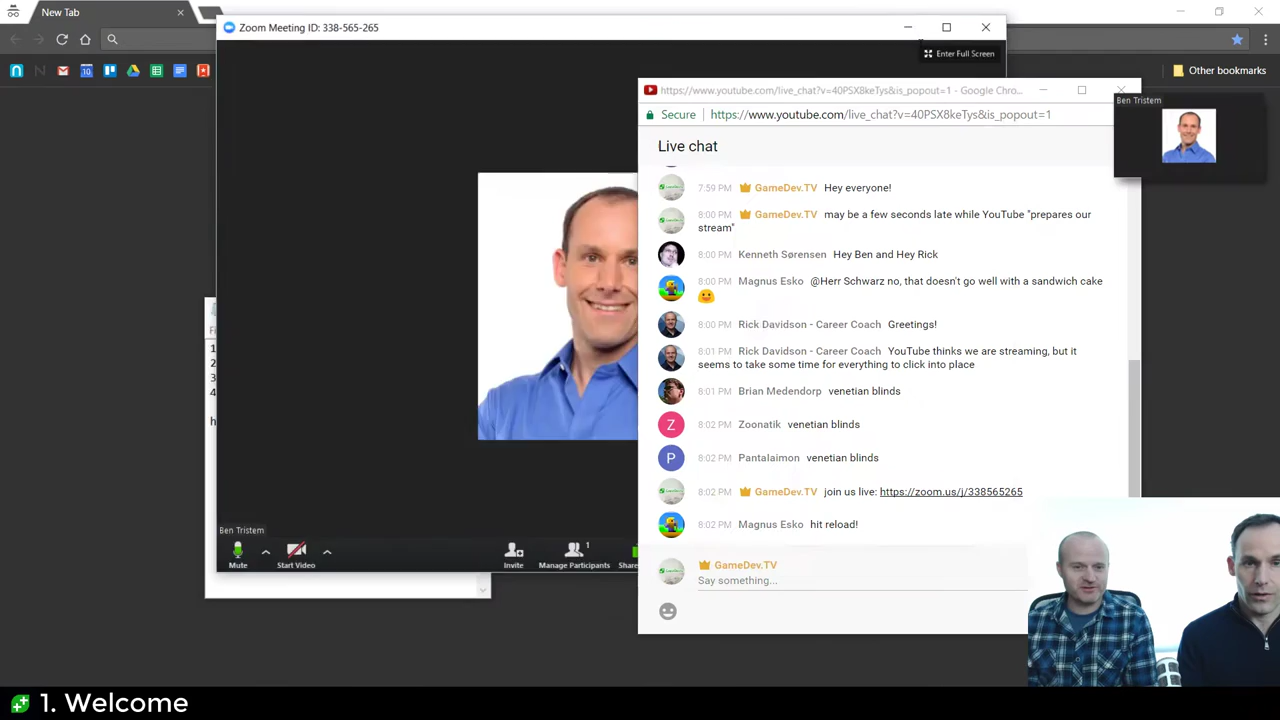 New Tab
Zoom Meeting ID: 338-565-265
Enter Full Screen
Other bookmarks
https://www.youtube.com/live_chat?v=40PSX8keTys&is_popout=1 - Google Chro...
Ben Tristem
Secure
https://www.youtube.com/live_chat?v=40PSX8keTys&is_popout=1
Live chat
7:59 PM GameDev.TV Hey everyone!
8:00 PM GameDev.TV may be a few seconds late while YouTube "prepares our
stream"
8:00 PM Kenneth Sørensen Hey Ben and Hey Rick
8:00 PM Magnus Esko @Herr Schwarz no, that doesn't go well with a sandwich cake
8:00 PM Rick Davidson - Career Coach Greetings!
8:01 PM Rick Davidson - Career Coach YouTube thinks we are streaming, but it
seems to take some time for everything to click into place
8:01 PM Brian Medendorp venetian blinds
Z 8:02 PM Zoonatik venetian blinds
P 8:02 PM Pantalaimon venetian blinds
8:02 PM GameDev.TV join us live: https://zoom.us/j/338565265
8:02 PM Magnus Esko hit reload!
GameDev.TV
Say something...
1
2
3
4
h
Ben Tristem
Mute
Start Video
Invite
1
Manage Participants
Share
1. Welcome